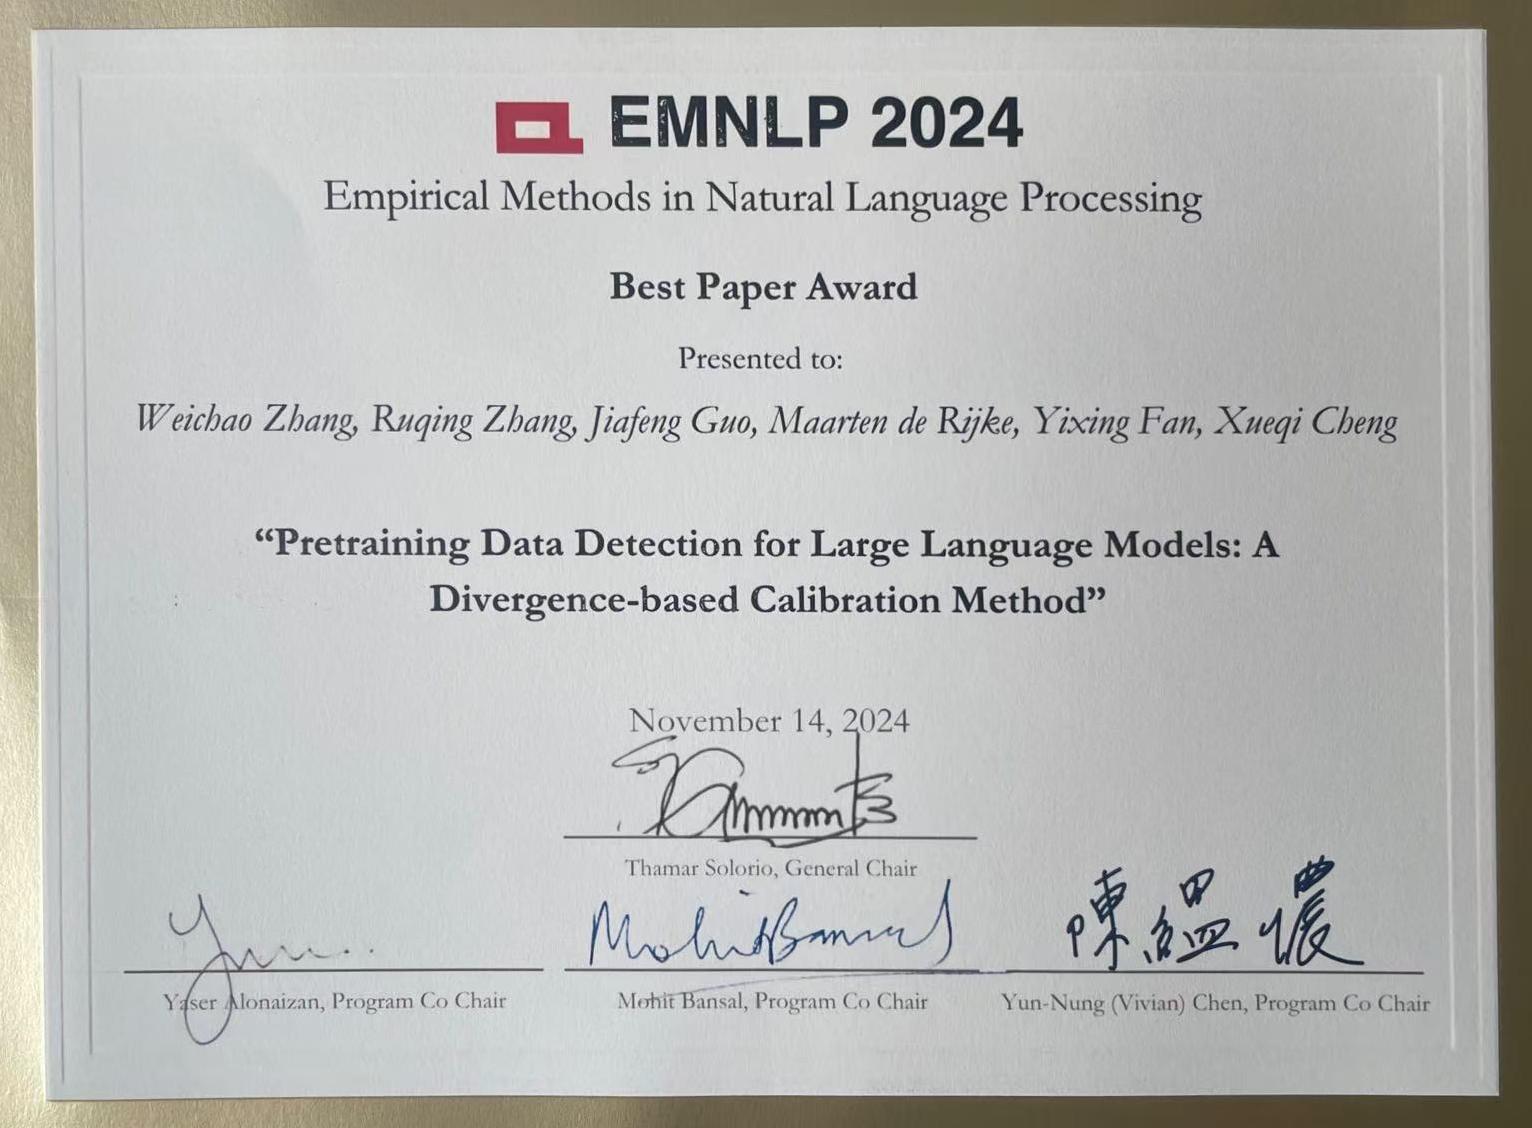 EMNLP 2024
Empirical Methods in Natural Language Processing
Best Paper Award
Presented to:
Weichao Zhang, Ruqing Zhang, Jiafeng Guo, Maarten de Rijke, Yixing Fan, Xueqi Cheng
“Pretraining Data Detection for Large Language Models: A
Divergence-based Calibration Method”
November 14, 2024
Thamar Solorio, General Chair
Mohit Bansal
陳縕儂
Yaser Alonaizan, Program Co Chair
Mohit Bansal, Program Co Chair
Yun-Nung (Vivian) Chen, Program Co Chair